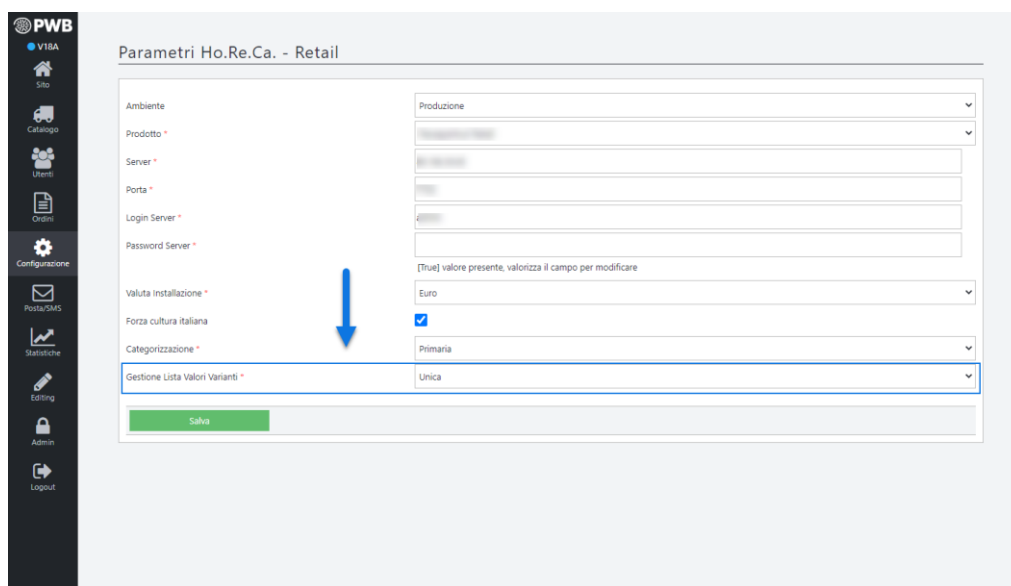 PWB
V18A
Sito
Catalogo
Utenti
Ordini
Configurazione
Posta/SMS
Statistiche
Editing
Admin
Logout
Parametri Ho.Re.Ca. - Retail
Ambiente Produzione
Prodotto *
Server *
Porta *
Login Server *
Password Server *
[True] valore presente, valorizza il campo per modificare
Valuta Installazione * Euro
Forza cultura italiana
Categorizzazione * Primaria
Gestione Lista Valori Varianti * Unica
Salva